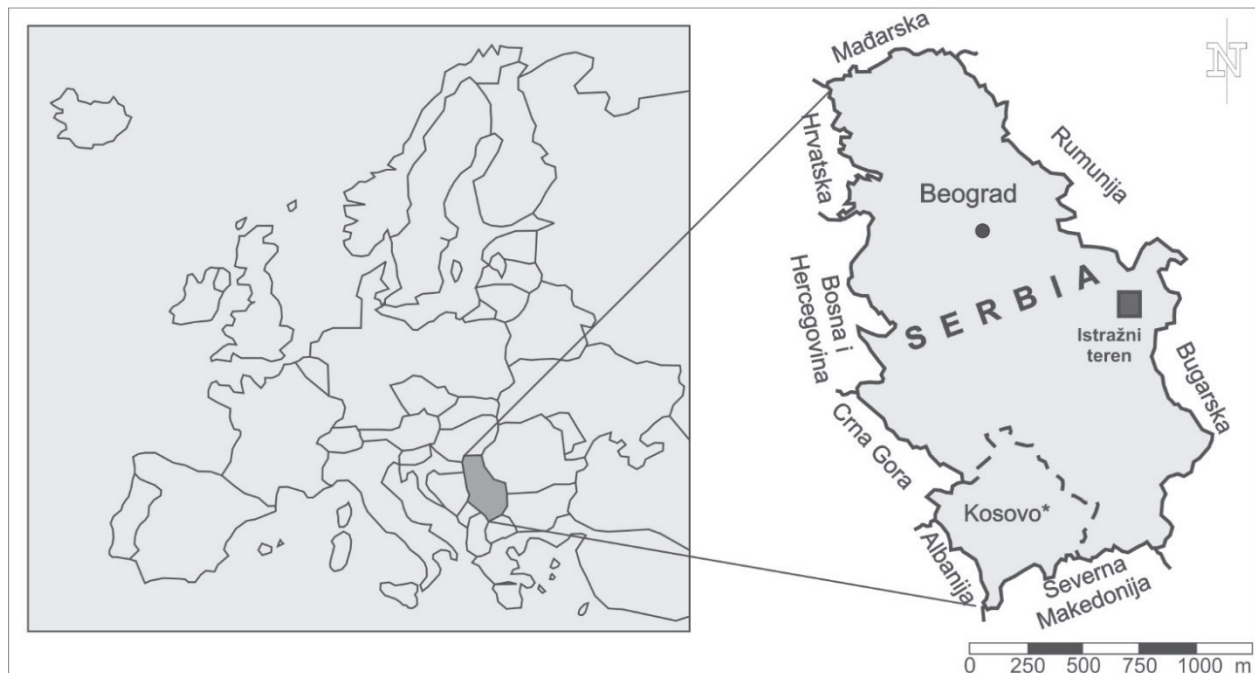 Mađarska
N
Hrvatska
Rumunija
Beograd
SERBIA
Bosna i
Hercegovina
Istražni
teren
Bugarska
Crna Gora
Kosovo*
Albanija
Severna
Makedonija
0 250 500 750 1000 m